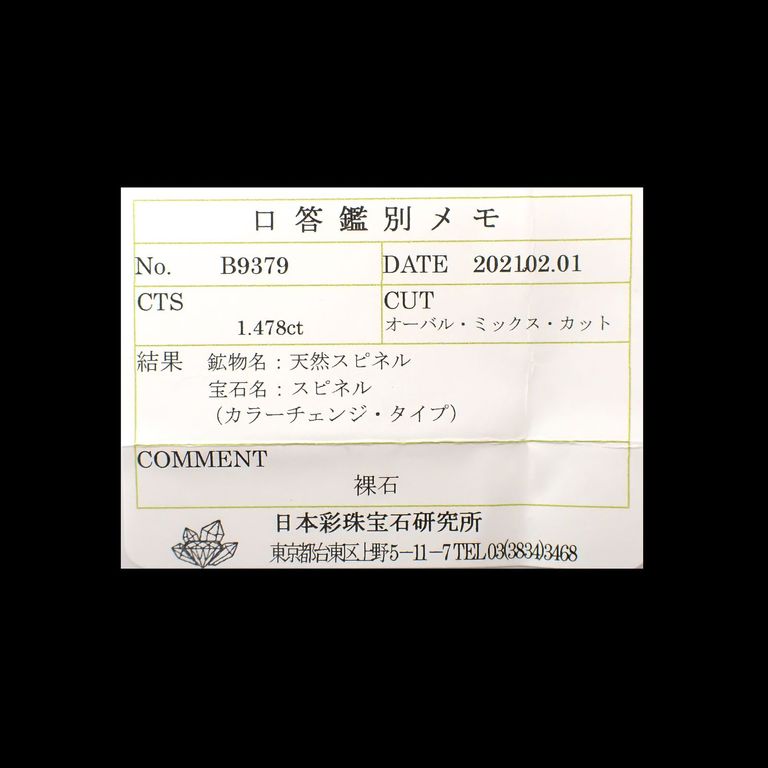 口答鑑別メモ
No. B9379
DATE 2021.02.01
CTS
1.478ct
CUT
オーバル・ミックス・カット
結果 鉱物名：天然スピネル
宝石名：スピネル
（カラーチェンジ・タイプ）
COMMENT
裸石
日本彩珠宝石研究所
東京都台東区上野5－11－7 TEL 03(3834)3468